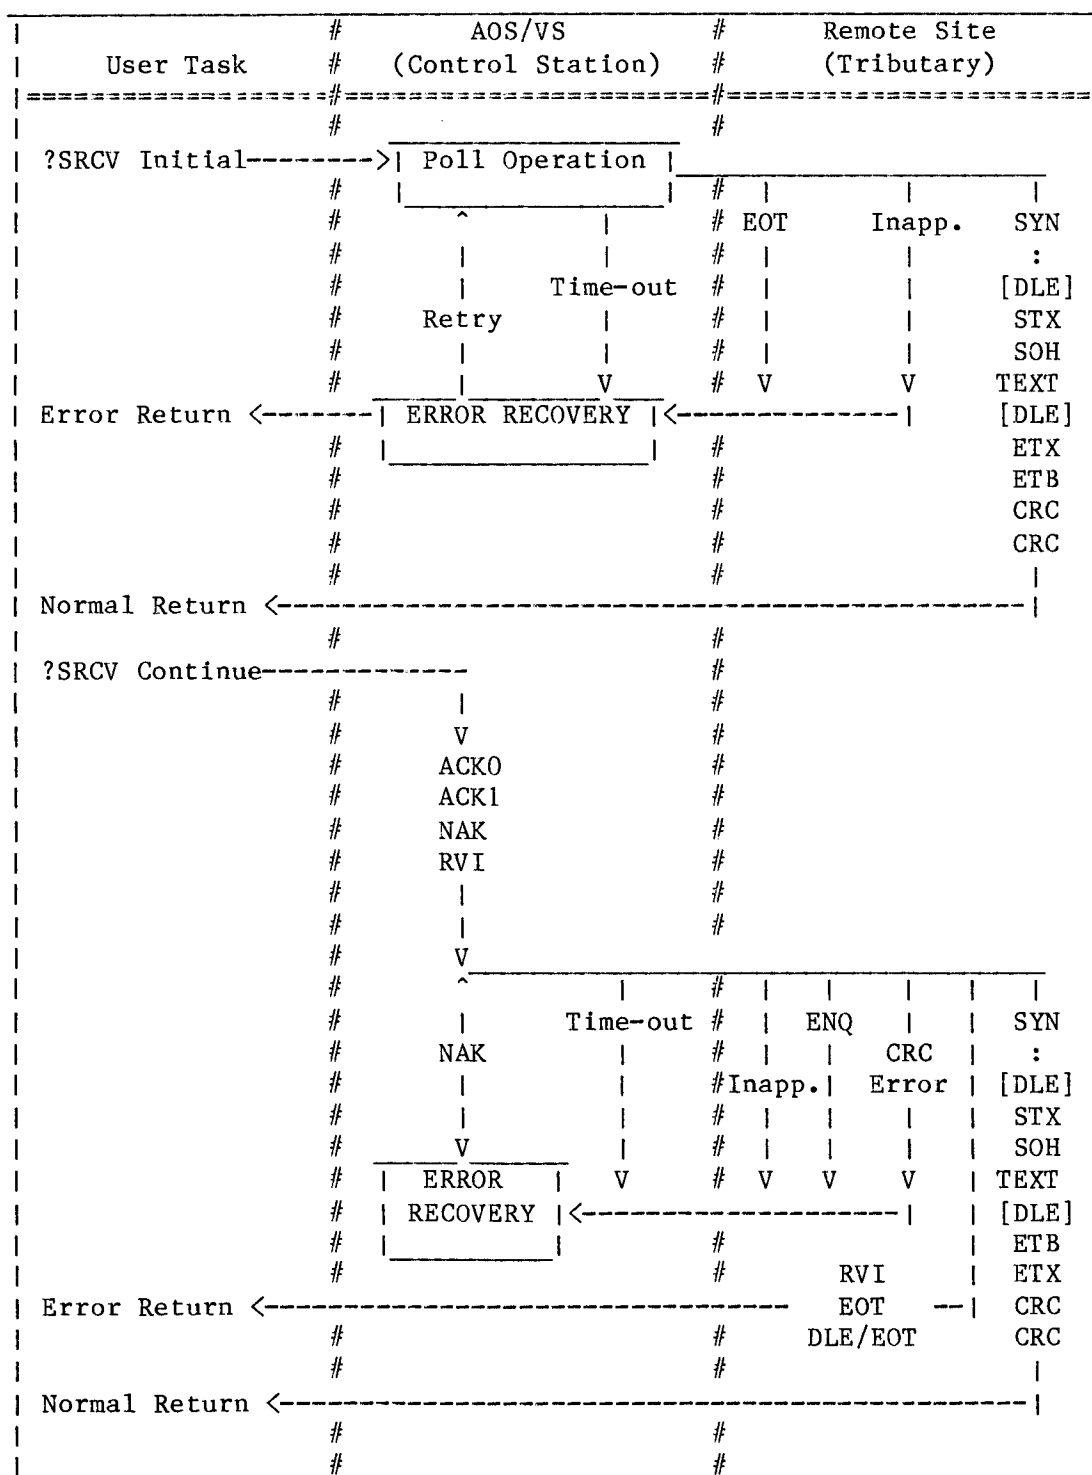 AOS/VS Remote Site
User Task (Control Station) (Tributary)
?SRCV Initial-------->| Poll Operation |
EOT Inapp. SYN
:
Time-out [DLE]
Retry STX
SOH
V V V TEXT
Error Return <-------| ERROR RECOVERY |<--------------| [DLE]
ETX
ETB
CRC
CRC
Normal Return <------------------------------------------------|
?SRCV Continue-------------
V
ACK0
ACK1
NAK
RVI
V
Time-out ENQ SYN
NAK CRC :
Inapp. Error [DLE]
STX
V SOH
ERROR V V V V TEXT
RECOVERY |<---------------------| [DLE]
ETB
RVI ETX
Error Return <--------------------------------- EOT --| CRC
DLE/EOT CRC
Normal Return <------------------------------------------------|